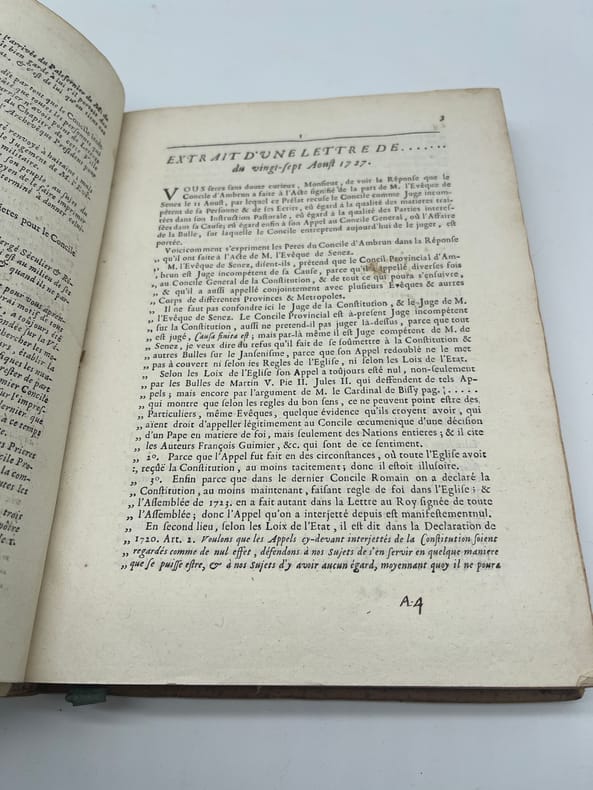 3
1
EXTRAIT D'UNE LETTRE DE.......
du vingt-sept Aoust 1727.
VOUS serez sans doute curieux, Monsieur, de voir la Réponse que le
Concile d'Ambrun a faite à l'Acte signifié de la part de M. l'Evêque de
Senez le 11 Aoust, par lequel ce Prélat recuse le Concile comme Juge incom-
pétent de sa Personne & de ses Ecrits, eû égard à la qualité des matieres trai-
tées dans son Instruction Pastorale, eû égard à la qualité des Parties interes-
sées dans sa Cause; eû égard enfin à son Appel au Concile General, où l'Affaire
de la Bulle, sur laquelle le Concile entreprend aujourd'hui de le juger, est
portée.
Voicicomment s'expriment les Peres du Concile d'Ambrun dans la Réponse
„ qu'il ont faite à l'Acte de M. l'Evêque de Senez.
„ M. l'Evêque de Senez, disent-ils, prétend que le Concil Provincial d'Am-
„ brun est Juge incompétent de sa Cause, parce qu'il a Appellé diverses fois
„ au Concile General de la Constitution, & de tout ce qui poura s'ensuivre,
„ & qu'il a aussi appellé conjointement avec plusieurs Evêques & autres
„ Corps de differentes Provinces & Metropoles.
„ Il ne faut pas confondre ici le Juge de la Constitution, & le Juge de M.
„ l'Evêque de Senez. Le Concile Provincial est à-présent Juge incompétent
„ sur la Constitution, aussi ne prétend-il pas juger là-dessus, parce que tout
„ est jugé, Causa finita est; mais par-là même il est Juge compétent de M. de
„ Senez, je veux dire du refus qu'il fait de se soûmettre à la Constitution &
„ autres Bulles sur le Jansenisme, parce que son Appel redoublé ne le met
„ pas à couvert ni selon les Regles de l'Eglise, ni selon les Loix de l'Etat.
„ Selon les Loix de l'Eglise son Appel a toûjours esté nul, non-seulement
„ par les Bulles de Martin V. Pie II. Jules II. qui deffendent de tels Ap-
„ pels; mais encore par l'argument de M. le Cardinal de Bissy pag. ;.....
„ qui montre que selon les regles du bon sens, ce ne peuvent point estre des
„ Particuliers, même Evêques, quelque évidence qu'ils croyent avoir, qui
„ aïent droit d'appeller légitimement au Concile œcumenique d'une décision
„ d'un Pape en matiere de foi, mais seulement des Nations entieres; & il cite
„ les Auteurs François Guimier, &c. qui sont de ce sentiment.
„ 20. Parce que l'Appel fut fait en des circonstances, où toute l'Eglise avoit
„ reçuë la Constitution, au moins tacitement; donc il estoit illusoire.
„ 30. Enfin parce que dans le dernier Concile Romain on a declaré la
„ Constitution, au moins maintenant, faisant regle de foi dans l'Eglise; &
„ l'Assemblée de 1723. en a fait autant dans la Lettre au Roy signée de toute
„ l'Assemblée; donc l'Appel qu'on a interjetté depuis est manifestement nul.
„ En second lieu, selon les Loix de l'Etat, il est dit dans la Declaration de
„ 1720. Art. 2. Voulons que les Appels cy-devant interjettés de la Constitution soient
„ regardés comme de nul effet, défendons à nos Sujets de s'en servir en quelque maniere
„ que se puisse estre, & à nos Sujets d'y avoir aucun égard, moyennant quoy il ne poura
A.4